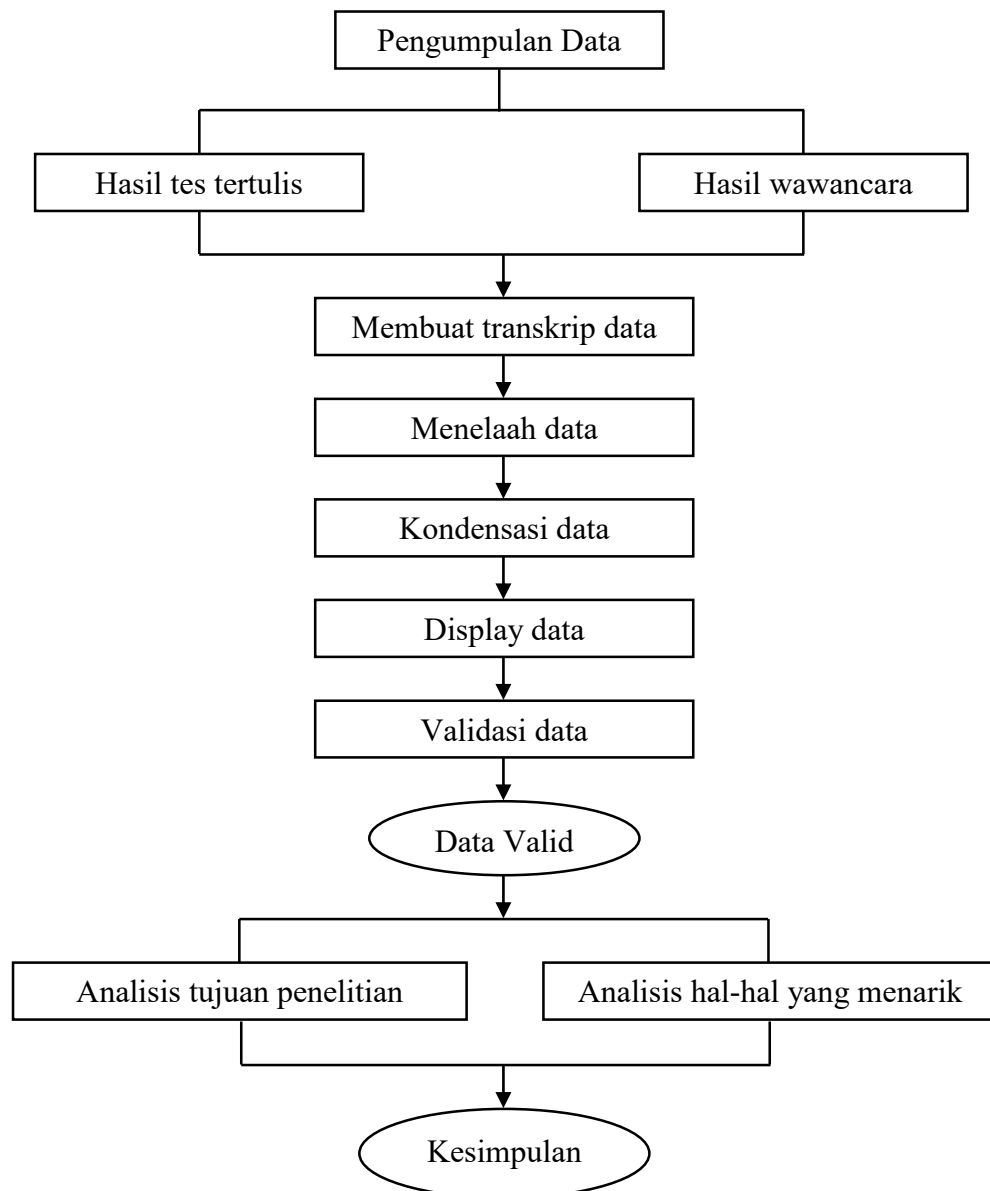 Pengumpulan Data
Hasil tes tertulis
Hasil wawancara
Membuat transkrip data
Menelaah data
Kondensasi data
Display data
Validasi data
Data Valid
Analisis tujuan penelitian
Analisis hal-hal yang menarik
Kesimpulan